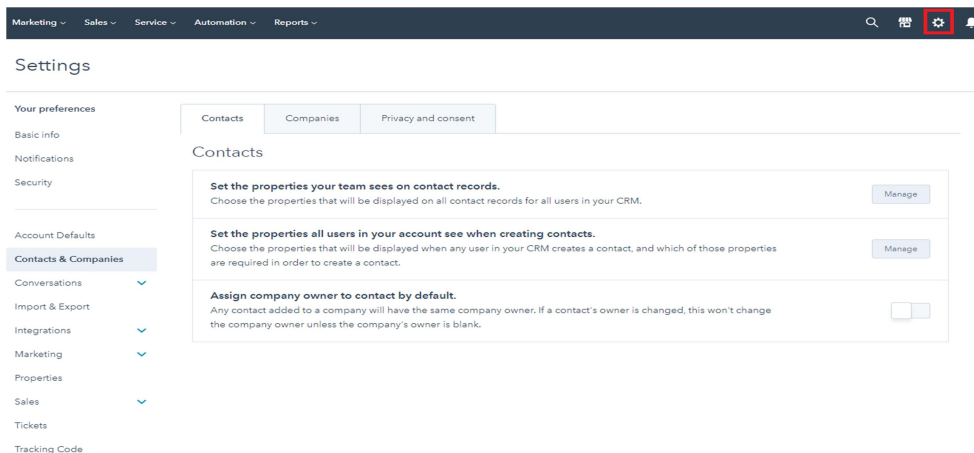 Marketing Sales Service Automation Reports
Settings
Your preferences
Basic info
Notifications
Security
Account Defaults
Contacts & Companies
Conversations
Import & Export
Integrations
Marketing
Properties
Sales
Tickets
Tracking Code
Contacts Companies Privacy and consent
Contacts
Set the properties your team sees on contact records.
Choose the properties that will be displayed on all contact records for all users in your CRM.
Manage
Set the properties all users in your account see when creating contacts.
Choose the properties that will be displayed when any user in your CRM creates a contact, and which of those properties
are required in order to create a contact.
Manage
Assign company owner to contact by default.
Any contact added to a company will have the same company owner. If a contact's owner is changed, this won't change
the company owner unless the company's owner is blank.